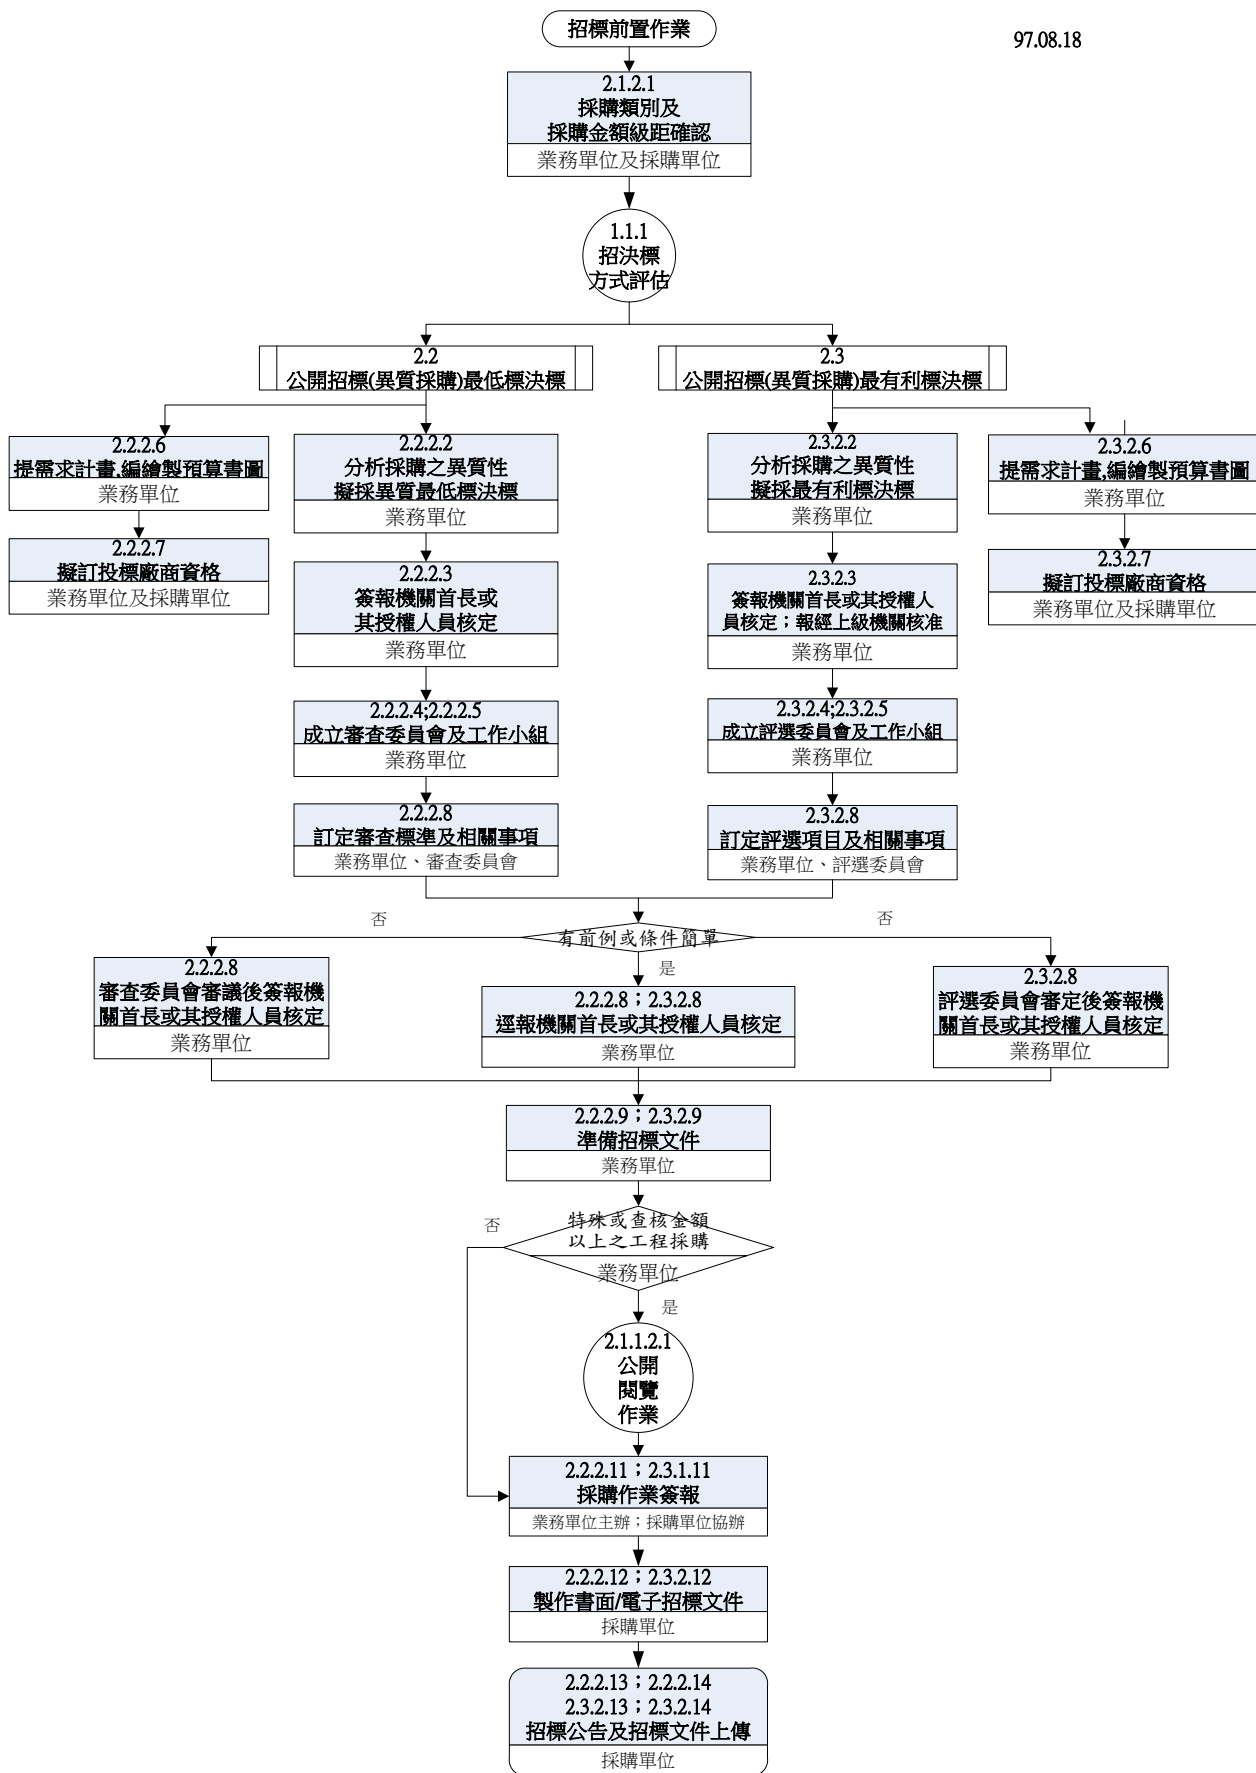 招標前置作業
97.08.18
2.1.2.1
採購類別及
採購金額級距確認
業務單位及採購單位
1.1.1
招決標
方式評估
2.2
公開招標(異質採購)最低標決標
2.3
公開招標(異質採購)最有利標決標
2.2.2.6
提需求計畫,編繪製預算書圖
業務單位
2.2.2.7
擬訂投標廠商資格
業務單位及採購單位
2.2.2.2
分析採購之異質性
擬採異質最低標決標
業務單位
2.2.2.3
簽報機關首長或
其授權人員核定
業務單位
2.2.2.4;2.2.2.5
成立審查委員會及工作小組
業務單位
2.2.2.8
訂定審查標準及相關事項
業務單位、審查委員會
2.3.2.2
分析採購之異質性
擬採最有利標決標
業務單位
2.3.2.3
簽報機關首長或其授權人
員核定；報經上級機關核准
業務單位
2.3.2.4;2.3.2.5
成立評選委員會及工作小組
業務單位
2.3.2.8
訂定評選項目及相關事項
業務單位、評選委員會
2.3.2.6
提需求計畫,編繪製預算書圖
業務單位
2.3.2.7
擬訂投標廠商資格
業務單位及採購單位
否
有前例或條件簡單
否
是
2.2.2.8
審查委員會審議後簽報機
關首長或其授權人員核定
業務單位
2.2.2.8；2.3.2.8
逕報機關首長或其授權人員核定
業務單位
2.3.2.8
評選委員會審定後簽報機
關首長或其授權人員核定
業務單位
2.2.2.9；2.3.2.9
準備招標文件
業務單位
否
特殊或查核金額
以上之工程採購
業務單位
是
2.1.1.2.1
公開
閱覽
作業
2.2.2.11；2.3.1.11
採購作業簽報
業務單位主辦；採購單位協辦
2.2.2.12；2.3.2.12
製作書面/電子招標文件
採購單位
2.2.2.13；2.2.2.14
2.3.2.13；2.3.2.14
招標公告及招標文件上傳
採購單位